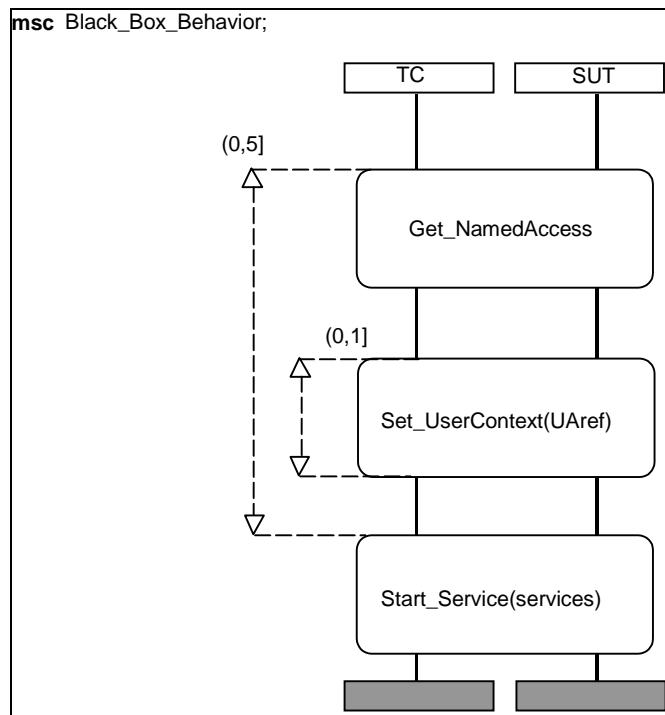 msc Black_Box_Behavior;
TC SUT
(0,5]
Get_NamedAccess
(0,1]
Set_UserContext(UAref)
Start_Service(services)